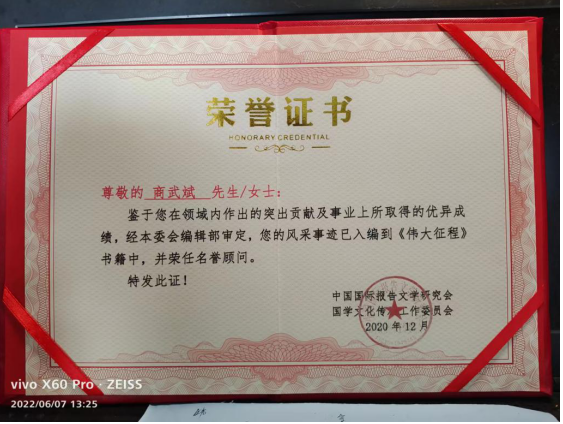 荣誉证书
HONORARY CREDENTIAL
尊敬的 商武斌 先生/女士：
鉴于您在领域内作出的突出贡献及事业上所取得的优异成
绩，经本委会编辑部审定，您的风采事迹已入编到《伟大征程》
书籍中，并荣任名誉顾问。
特发此证！
中国国际报告文学研究会
国学文化传 工作委员会
2020年12月
vivo X60 Pro · ZEISS
2022/06/07 13:25